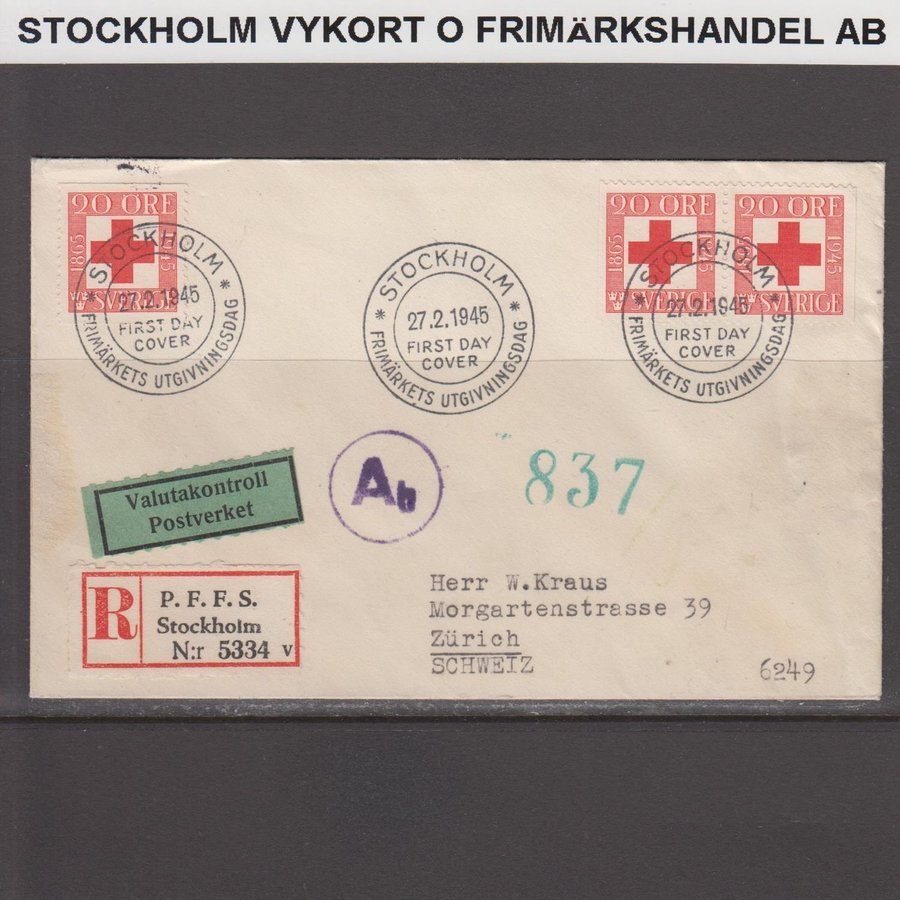 STOCKHOLM VYKORT O FRIMÄRKSHANDEL AB
20 ÖRE
1865
1945
SVERIGE
20 ÖRE
1865
SVERIGE
20 ÖRE
1945
SVERIGE
* STOCKHOLM *
27.2.1945
FIRST DAY
COVER
FRIMÄRKETS UTGIVNINGSDAG
* STOCKHOLM *
27.2.1945
FIRST DAY
COVER
FRIMÄRKETS UTGIVNINGSDAG
* STOCKHOLM *
27.2.1945
FIRST DAY
COVER
FRIMÄRKETS UTGIVNINGSDAG
Valutakontroll
Postverket
Ab
837
R
P. F. F. S.
Stockholm
N:r 5334 v
Herr W.Kraus
Morgartenstrasse 39
Zürich
SCHWEIZ
6249